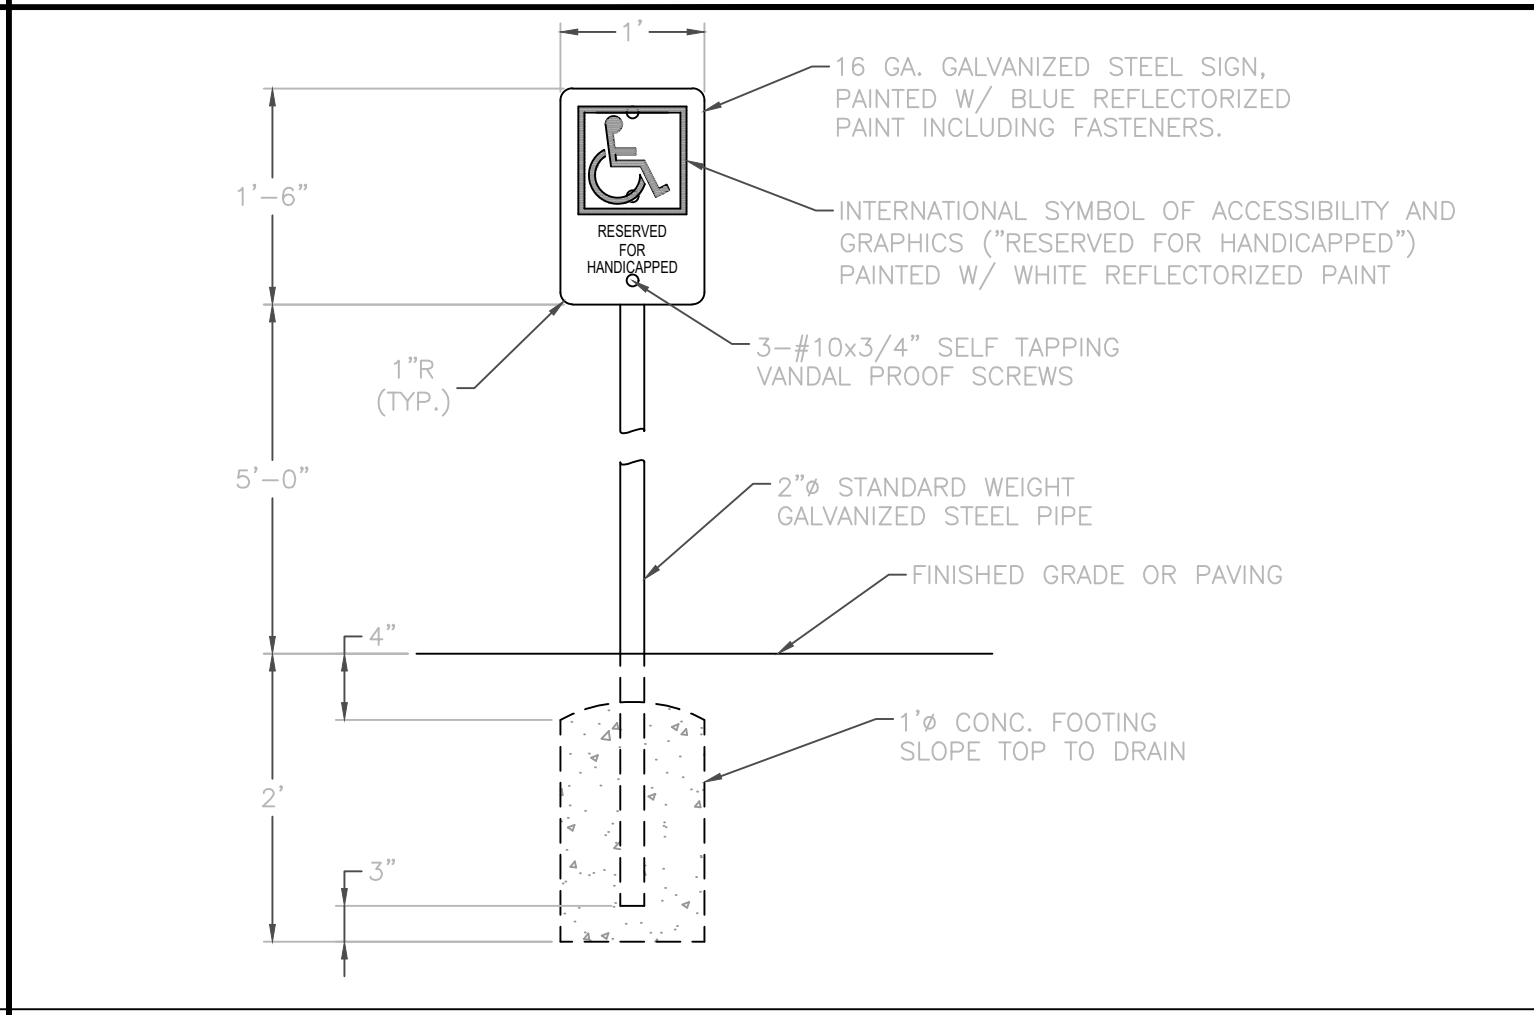 1'
16 GA. GALVANIZED STEEL SIGN,
PAINTED W/ BLUE REFLECTORIZED
PAINT INCLUDING FASTENERS.
1'-6"
INTERNATIONAL SYMBOL OF ACCESSIBILITY AND
GRAPHICS ("RESERVED FOR HANDICAPPED")
PAINTED W/ WHITE REFLECTORIZED PAINT
RESERVED
FOR
HANDICAPPED
3-#10x3/4" SELF TAPPING
VANDAL PROOF SCREWS
1"R
(TYP.)
5'-0"
2"ø STANDARD WEIGHT
GALVANIZED STEEL PIPE
FINISHED GRADE OR PAVING
4"
1'ø CONC. FOOTING
SLOPE TOP TO DRAIN
2'
3"